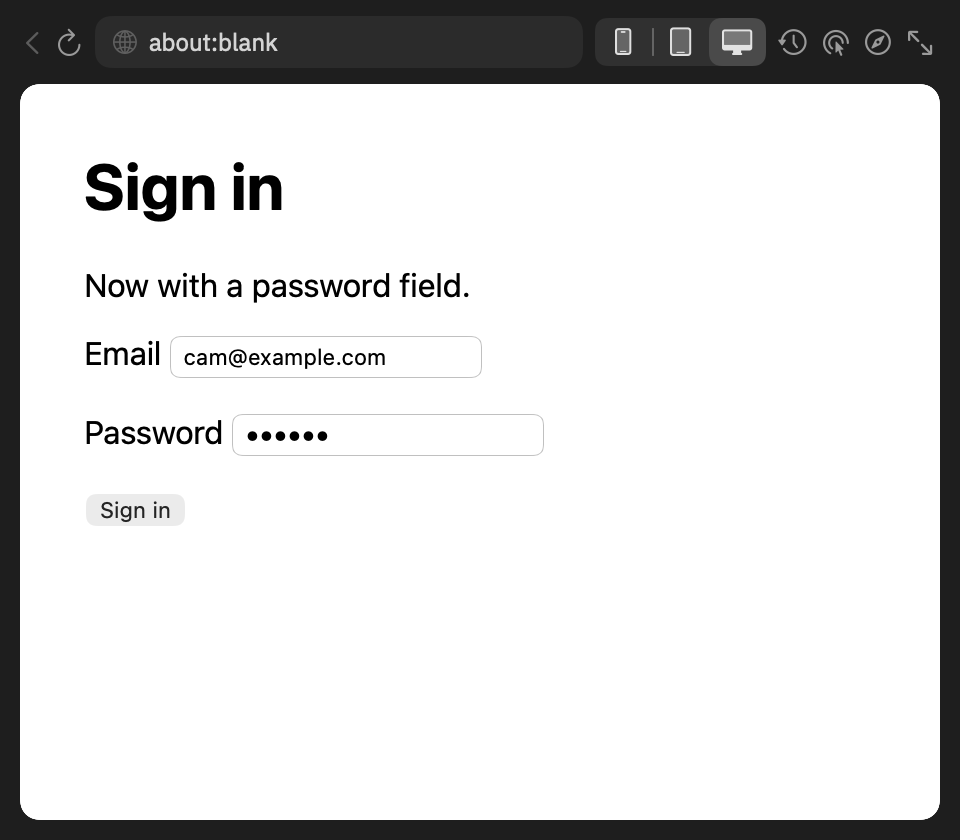 about:blank
Sign in
Now with a password field.
Email cam@example.com
Password ••••••
Sign in